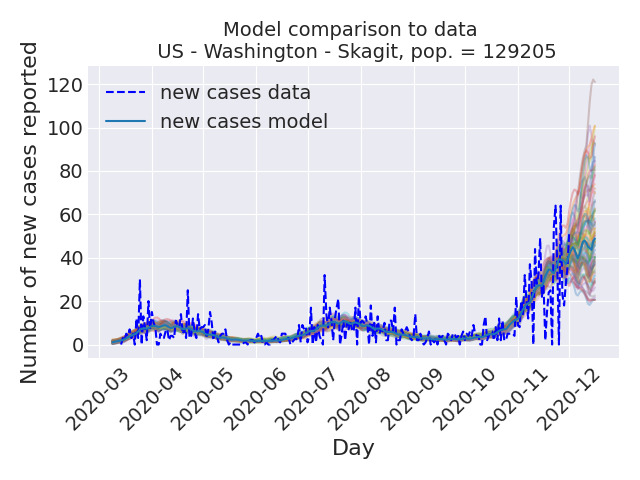 Model comparison to data
US - Washington - Skagit, pop. = 129205
Number of new cases reported
120
100
80
60
40
20
0
new cases data
new cases model
2020-03
2020-04
2020-05
2020-06
2020-07
2020-08
2020-09
2020-10
2020-11
2020-12
Day